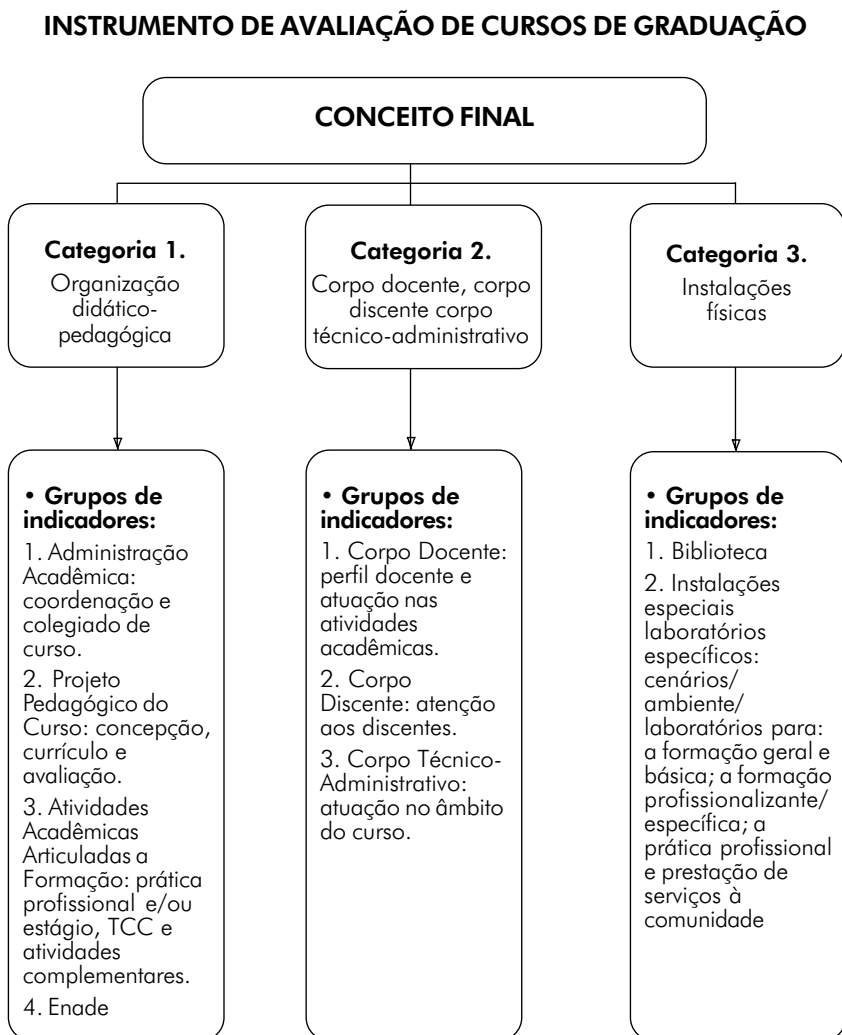 INSTRUMENTO DE AVALIAÇÃO DE CURSOS DE GRADUAÇÃO
CONCEITO FINAL
Categoria 1.
Organização
didático-
pedagógica
Categoria 2.
Corpo docente, corpo
discente corpo
técnico-administrativo
Categoria 3.
Instalações
físicas
• Grupos de
indicadores:
1. Administração
Acadêmica:
coordenação e
colegiado de
curso.
2. Projeto
Pedagógico do
Curso: concepção,
currículo e
avaliação.
3. Atividades
Acadêmicas
Articuladas a
Formação: prática
profissional e/ou
estágio, TCC e
atividades
complementares.
4. Enade
• Grupos de
indicadores:
1. Corpo Docente:
perfil docente e
atuação nas
atividades
acadêmicas.
2. Corpo
Discente: atenção
aos discentes.
3. Corpo Técnico-
Administrativo:
atuação no âmbito
do curso.
• Grupos de
indicadores:
1. Biblioteca
2. Instalações
especiais
laboratórios
específicos:
cenários/
ambiente/
laboratórios para:
a formação geral e
básica; a formação
profissionalizante/
específica; a
prática profissional
e prestação de
serviços à
comunidade